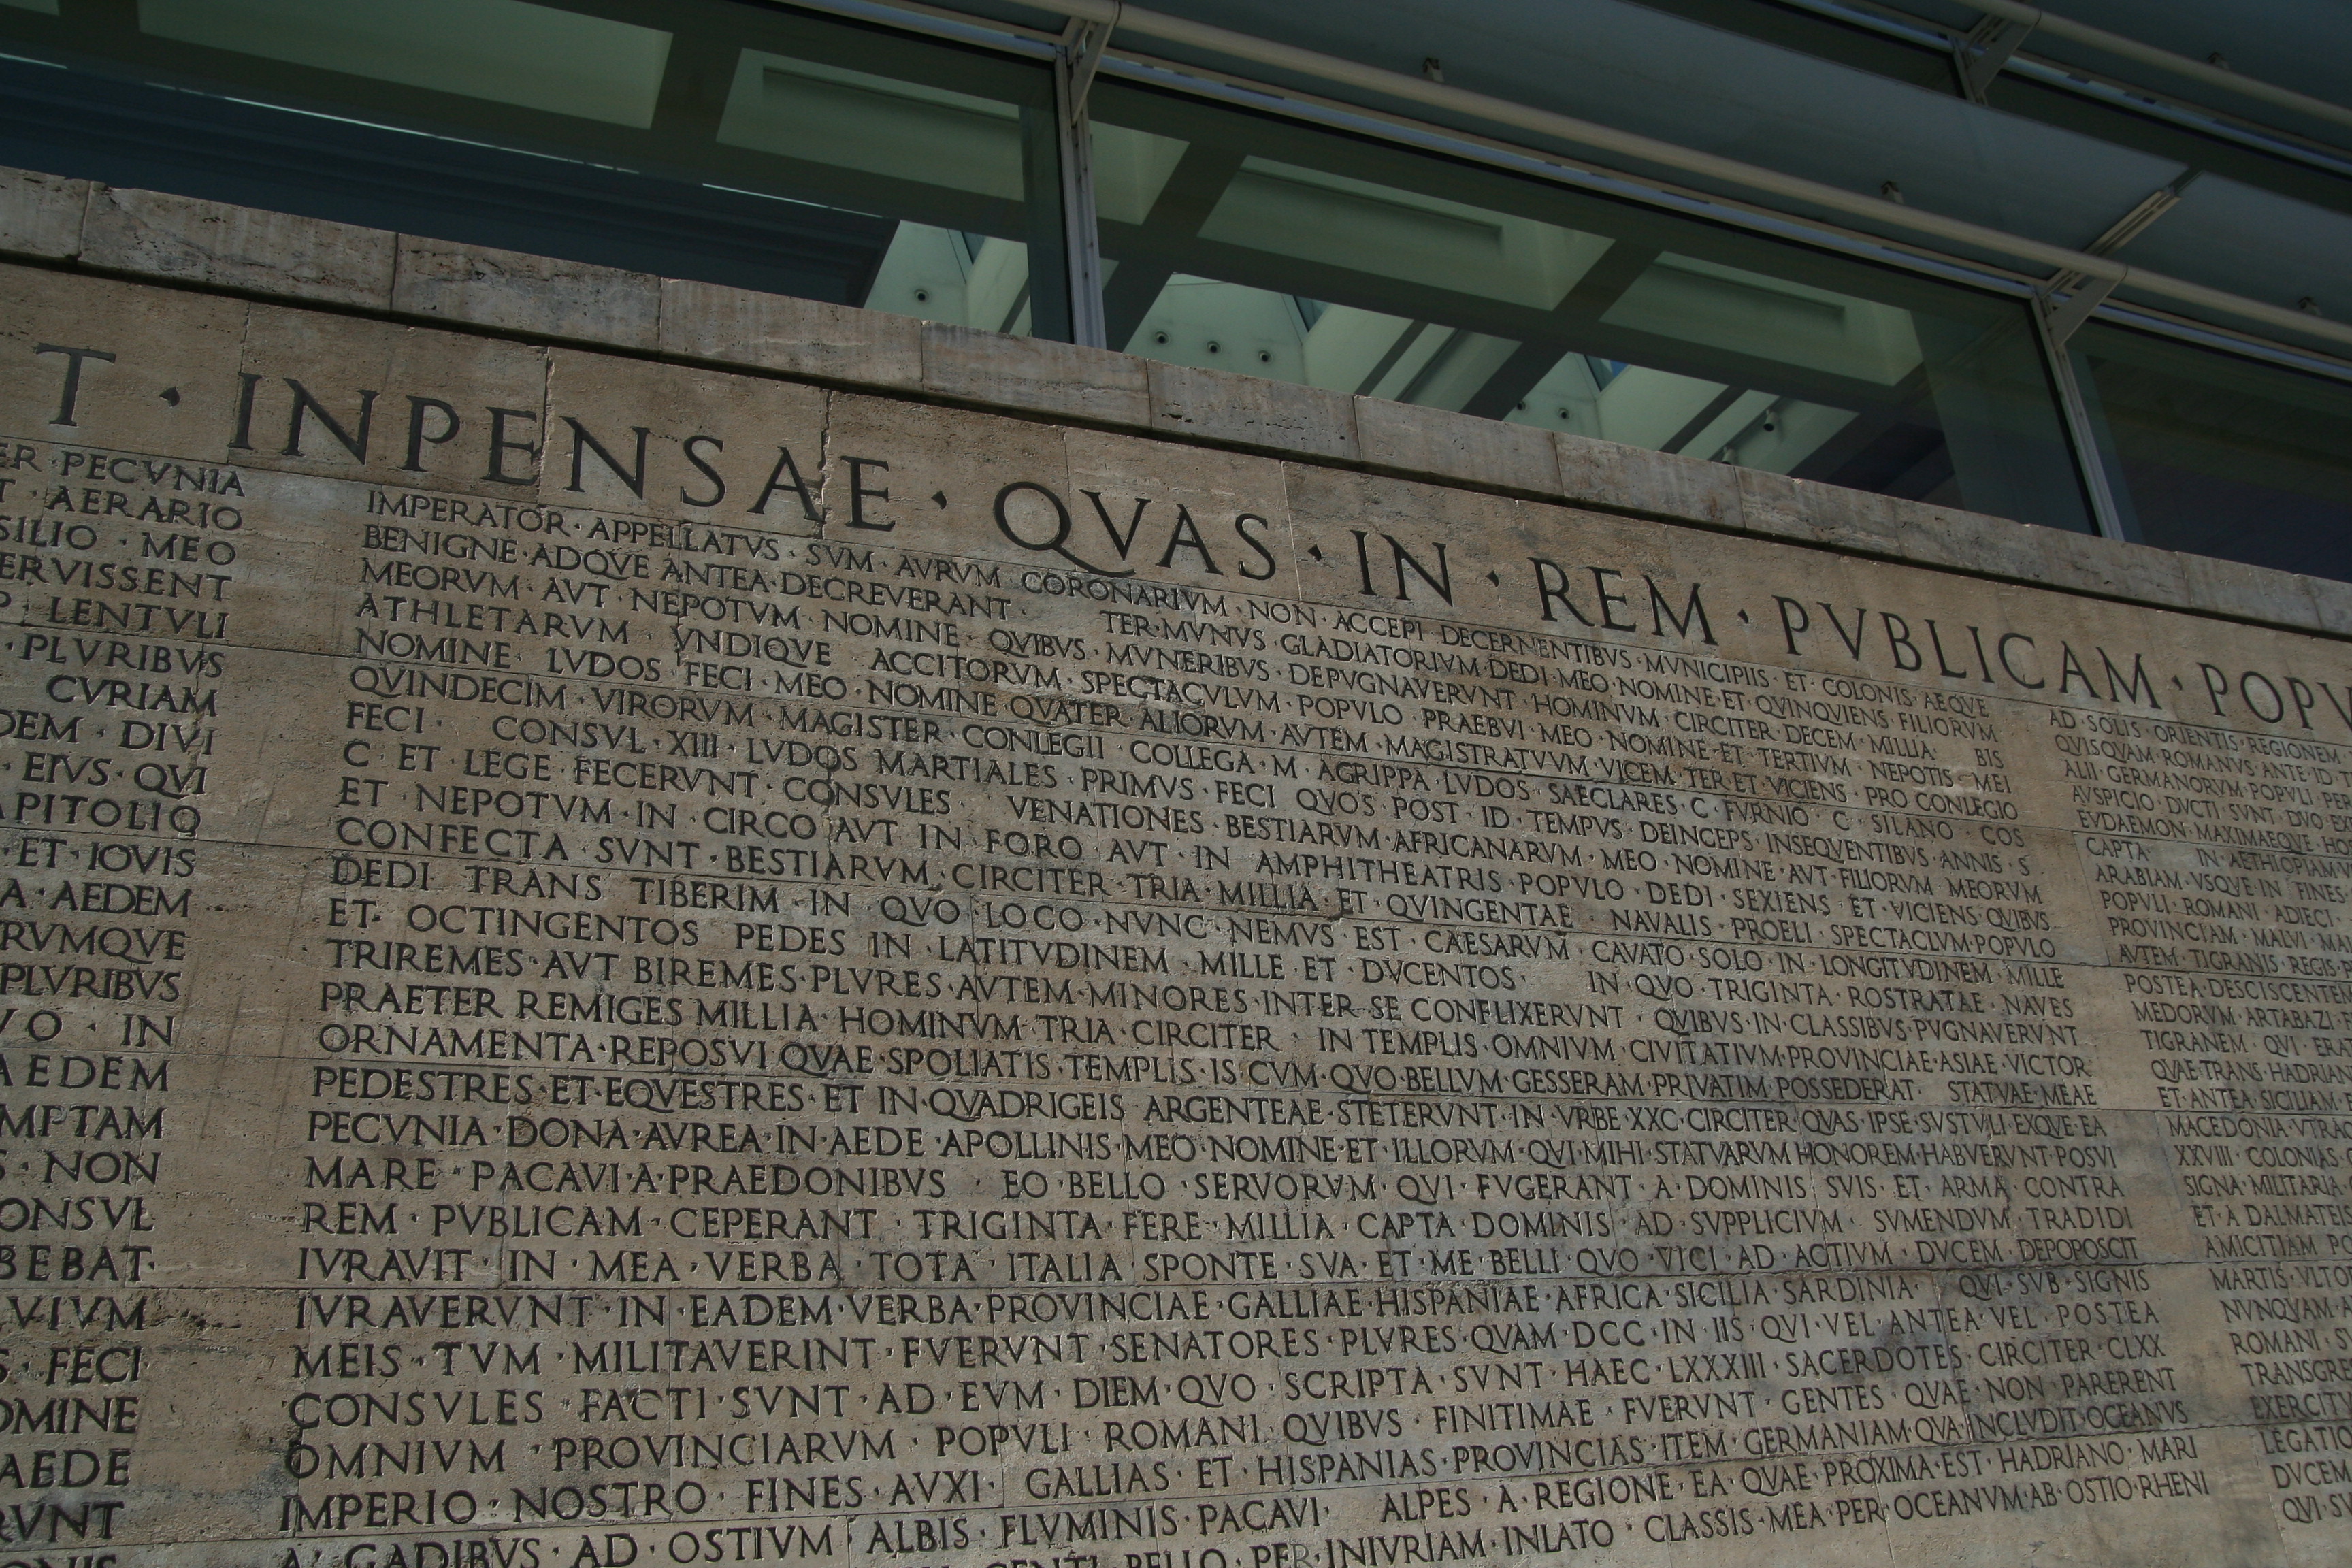 T · INPENSAE · QVAS · IN · REM · PVBLICAM · POPV
ER · PECVNIA
T · AERARIO
SILIO · MEO
ERVISSENT
P · LENTVLI
· PLVRIBVS
CVRIAM
DEM · DIVI
· EIVS · QVI
APITOLIO
· ET · IOVIS
A · AEDEM
RVMQVE
PLVRIBVS
VO · IN
AEDEM
MPTAM
S · NON
ONSVL
BEBAT ·
VIVM
S · FECI
OMINE
AEDE
RVNT
ONIS
IMPERATOR · APPELLATVS · SVM · AVRVM · CORONARIVM · NON · ACCEPI · DECERNENTIBVS · MVNICIPIIS · ET · COLONIS · AEQVE
BENIGNE · ADQVE · ANTEA · DECREVERANT · TER · MVNVS · GLADIATORIVM · DEDI · MEO · NOMINE · ET · QVINQVIENS · FILIORVM
MEORVM · AVT · NEPOTVM · NOMINE · QVIBVS · MVNERIBVS · DEPVGNAVERVNT · HOMINVM · CIRCITER · DECEM · MILLIA · BIS
ATHLETARVM · VNDIQVE ACCITORVM · SPECTACVLVM · POPVLO · PRAEBVI · MEO · NOMINE · ET · TERTIVM · NEPOTIS · MEI
NOMINE · LVDOS · FECI · MEO · NOMINE · QVATER · ALIORVM · AVTEM · MAGISTRATVVM · VICEM · TER · ET · VICIENS · PRO CONLEGIO
QVINDECIM · VIRORVM · MAGISTER · CONLEGII · COLLEGA · M · AGRIPPA · LVDOS · SAECLARES · C · FVRNIO · C · SILANO · COS
FECI · CONSVL · XIII · LVDOS MARTIALES · PRIMVS · FECI QVOS · POST · ID · TEMPVS · DEINCEPS · INSEQVENTIBVS · ANNIS · S
C · ET · LEGE · FECERVNT · CONSVLES · VENATIONES · BESTIARVM · AFRICANARVM · MEO · NOMINE · AVT · FILIORVM MEORVM
ET · NEPOTVM · IN · CIRCO · AVT · IN · FORO · AVT · IN · AMPHITHEATRIS · POPVLO · DEDI · SEXIENS · ET · VICIENS · QVIBVS
CONFECTA · SVNT · BESTIARVM · CIRCITER · TRIA · MILLIA · ET · QVINGENTAE · NAVALIS · PROELI · SPECTACLVM · POPVLO
DEDI TRANS TIBERIM · IN · QVO · LOCO · NVNC · NEMVS · EST · CAESARVM · CAVATO · SOLO · IN · LONGITVDINEM · MILLE
ET · OCTINGENTOS PEDES IN · LATITVDINEM · MILLE · ET · DVCENTOS · IN · QVO · TRIGINTA · ROSTRATAE · NAVES
TRIREMES · AVT BIREMES · PLVRES · AVTEM · MINORES · INTER · SE CONFLIXERVNT · QVIBVS · IN · CLASSIBVS · PVGNAVERVNT
PRAETER REMIGES MILLIA · HOMINVM · TRIA · CIRCITER · IN TEMPLIS · OMNIVM · CIVITATIVM · PROVINCIAE · ASIAE · VICTOR
ORNAMENTA · REPOSVI QVAE · SPOLIATIS · TEMPLIS · IS CVM · QVO · BELLVM · GESSERAM · PRIVATIM POSSEDERAT · STATVAE · MEAE
PEDESTRES · ET · EQVESTRES · ET IN · QVADRIGEIS ARGENTEAE · STETERVNT · IN · VRBE · XXC · CIRCITER · QVAS · IPSE · SVSTVLI · EXQVE · EA
PECVNIA · DONA · AVREA · IN · AEDE · APOLLINIS · MEO · NOMINE · ET · ILLORVM · QVI · MIHI · STATVARVM HONOREM · HABVERVNT · POSVI
MARE · PACAVI · A · PRAEDONIBVS · EO · BELLO · SERVORVM · QVI · FVGERANT · A · DOMINIS · SVIS · ET · ARMA · CONTRA
REM · PVBLICAM · CEPERANT · TRIGINTA · FERE · MILLIA · CAPTA · DOMINIS · AD · SVPPLICIVM · SVMENDVM · TRADIDI
IVRAVIT · IN · MEA · VERBA · TOTA · ITALIA · SPONTE · SVA · ET · ME · BELLI · QVO · VICI · AD · ACTIVM · DVCEM · DEPOPOSCIT
IVRAVERVNT · IN · EADEM · VERBA · PROVINCIAE · GALLIAE · HISPANIAE · AFRICA · SICILIA · SARDINIA · QVI · SVB · SIGNIS
MEIS · TVM · MILITAVERINT · FVERVNT · SENATORES · PLVRES · QVAM · DCC · IN · IIS · QVI · VEL · ANTEA · VEL · POSTEA
CONSVLES · FACTI · SVNT · AD · EVM · DIEM · QVO · SCRIPTA · SVNT · HAEC · LXXXIII · SACERDOTES · CIRCITER · CLXX
OMNIVM · PROVINCIARVM · POPVLI · ROMANI · QVIBVS · FINITIMAE · FVERVNT · GENTES · QVAE · NON · PARERENT
IMPERIO · NOSTRO · FINES · AVXI · GALLIAS · ET · HISPANIAS · PROVINCIAS · ITEM · GERMANIAM · QVA · INCLVDIT · OCEANVS
A · GADIBVS · AD · OSTIVM · ALBIS · FLVMINIS · PACAVI · ALPES · A · REGIONE · EA · QVAE · PROXIMA · EST · HADRIANO · MARI
GENTI BELLO · PER · INIVRIAM · INLATO · CLASSIS · MEA · PER · OCEANVM · AB · OSTIO · RHENI
AD · SOLIS · ORIENTIS · REGIONEM
QVISQVAM · ROMANVS · ANTE · ID · T
ALII · GERMANORVM · POPVLI · PER
AVSPICIO · DVCTI · SVNT · DVO · EX
EVDAEMON · MAXIMAEQVE · HOS
CAPTA · IN · AETHIOPIAM · V
ARABIAM · VSQVE · IN · FINES
POPVLI · ROMANI · ADIECI ·
PROVINCIAM · MALVI · MA
AVTEM · TIGRANIS · REGIS · F
POSTEA · DESCISCENTEM
MEDORVM · ARTABAZI · F
TIGRANEM · QVI · ERAT
QVAE · TRANS · HADRIAN
ET · ANTEA · SICILIAM · E
MACEDONIA · VTRAQ
XXVIII · COLONIAS ·
SIGNA · MILITARIA ·
ET · A DALMATEIS
AMICITIAM PO
MARTIS · VLTO
NVNQVAM ·
ROMANI · S
TRANSGRE
EXERCIT
LEGATIO
DVCEM
QVI · S